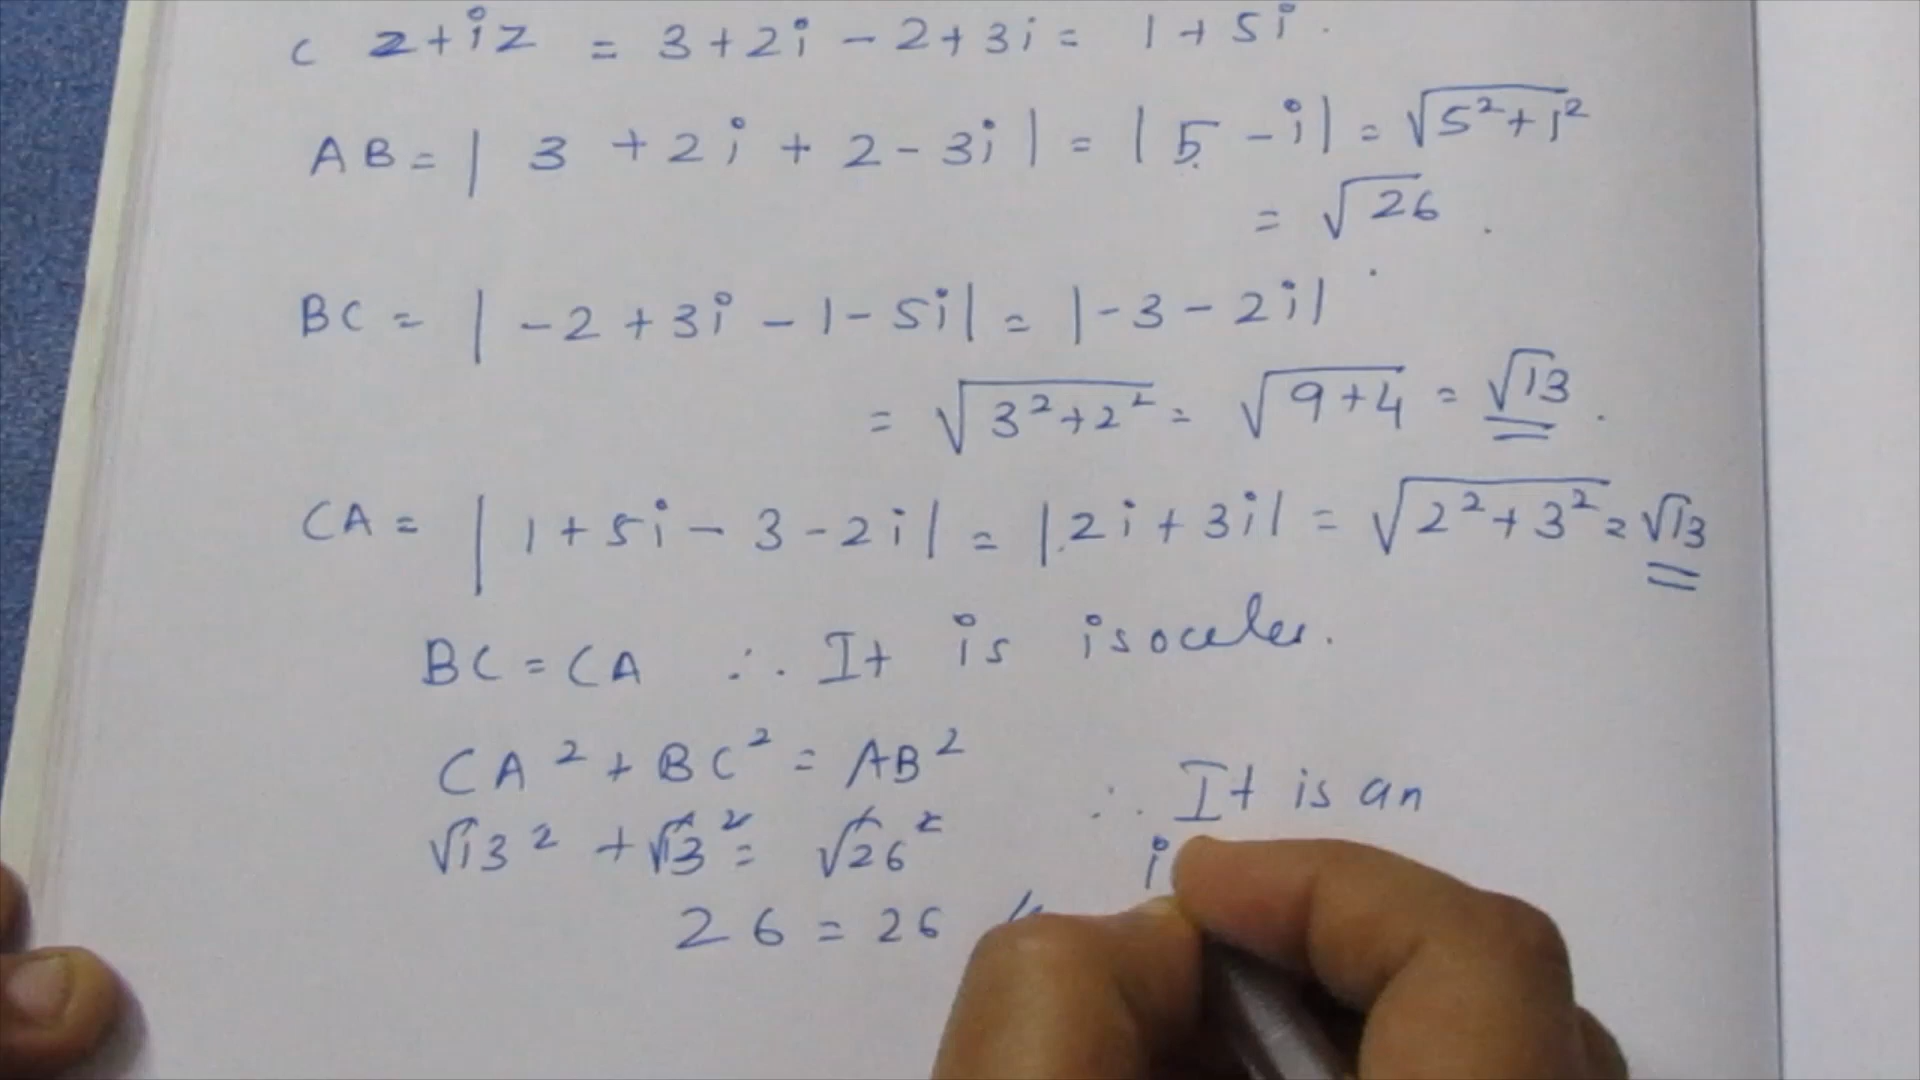 C z+iz = 3+2i-2+3i = 1+5i.
AB = | 3 +2i + 2-3i | = | 5 -i | = √5²+1²
= √26 .
BC = | -2 +3i -1-5i | = |-3-2i|
= √3²+2² = √9+4 = √13 .
CA = | 1+5i - 3-2i | = |2i+3i| = √2²+3² = √13
BC = CA ∴ It is isoceles.
CA² + BC² = AB²
√13² + √13² = √26²
26 = 26
∴ It is an
i